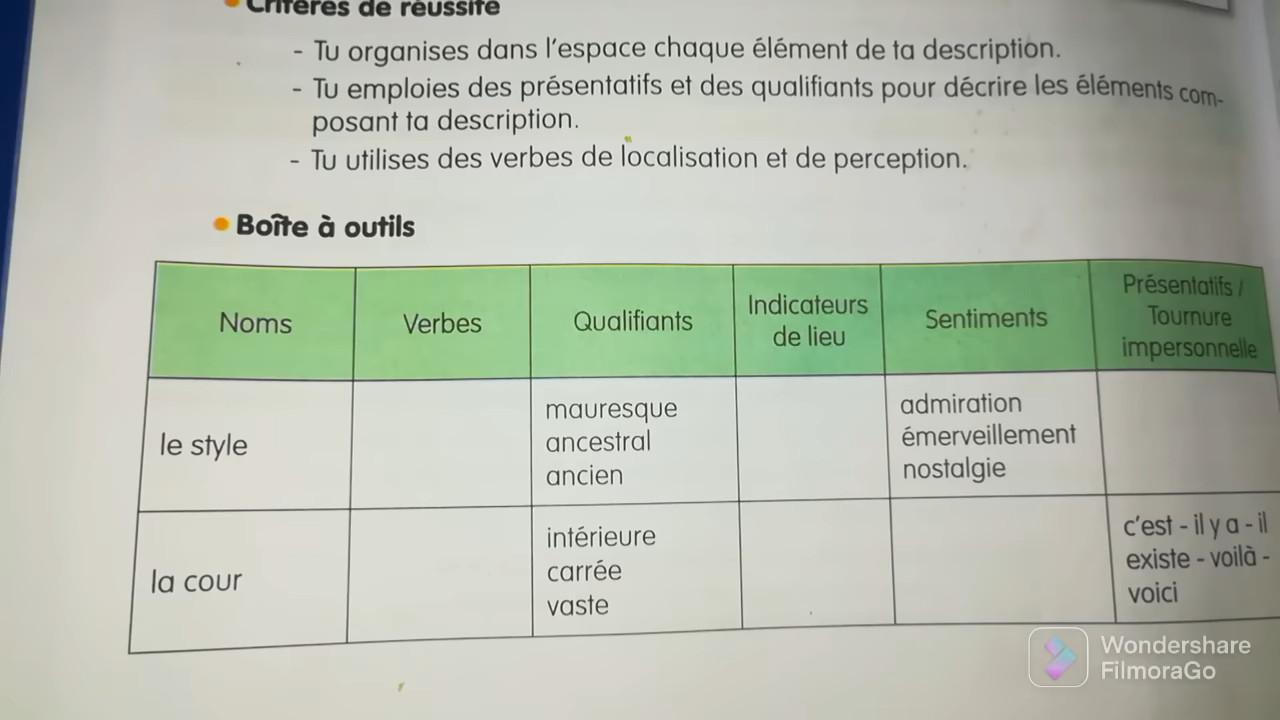 Critères de réussite
- Tu organises dans l'espace chaque élément de ta description.
- Tu emploies des présentatifs et des qualifiants pour décrire les éléments com-
posant ta description.
- Tu utilises des verbes de localisation et de perception.
Boîte à outils
Noms
Verbes
Qualifiants
Indicateurs
de lieu
Sentiments
Présentatifs /
Tournure
impersonnelle
le style
mauresque
ancestral
ancien
admiration
émerveillement
nostalgie
la cour
intérieure
carrée
vaste
c'est - il y a - il
existe - voilà -
voici
Wondershare
FilmoraGo